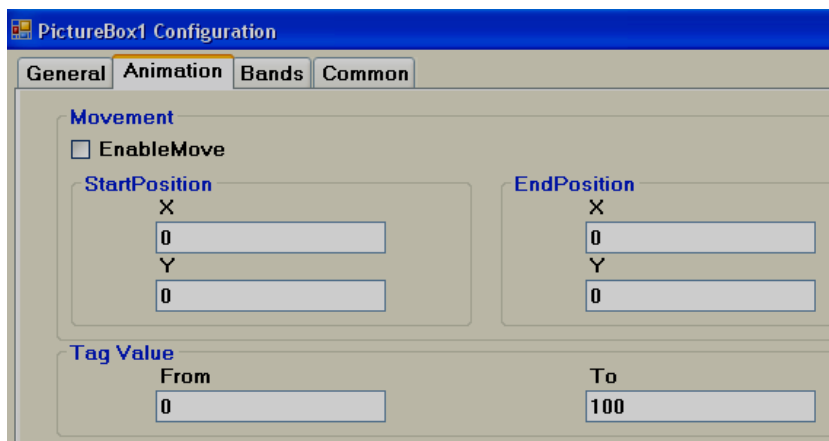 PictureBox1 Configuration
General Animation Bands Common
Movement
EnableMove
StartPosition EndPosition
X X
0 0
Y Y
0 0
Tag Value
From To
0 100